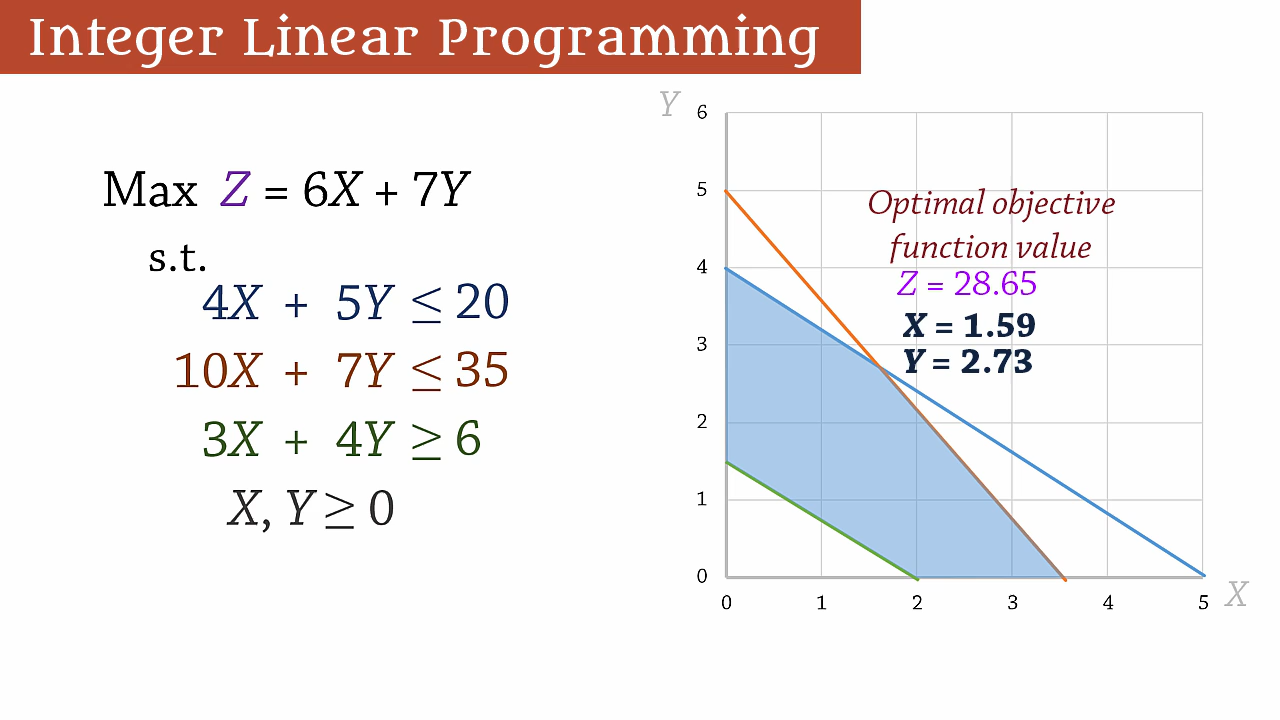 Integer Linear Programming
Max Z = 6X + 7Y
s.t.
4X + 5Y ≤ 20
10X + 7Y ≤ 35
3X + 4Y ≥ 6
X, Y ≥ 0
Y
6
5
4
3
2
1
0
Optimal objective
function value
Z = 28.65
X = 1.59
Y = 2.73
0 1 2 3 4 5
X